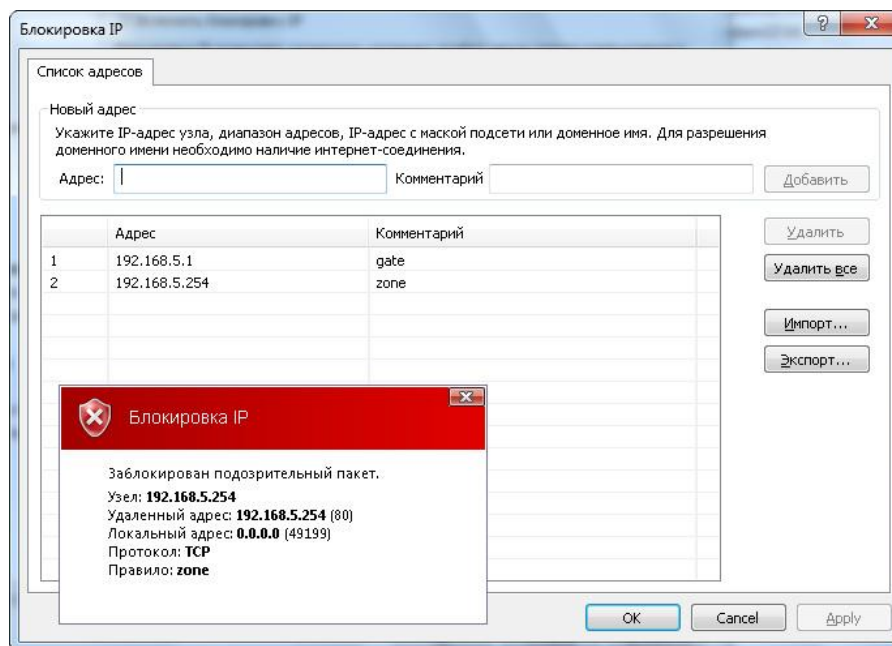 Блокировка IP
Список адресов
Новый адрес
Укажите IP-адрес узла, диапазон адресов, IP-адрес с маской подсети или доменное имя. Для разрешения
доменного имени необходимо наличие интернет-соединения.
Адрес: Комментарий Добавить
Адрес Комментарий
1 192.168.5.1 gate
2 192.168.5.254 zone
Удалить
Удалить все
Импорт...
Экспорт...
Блокировка IP
Заблокирован подозрительный пакет.
Узел: 192.168.5.254
Удаленный адрес: 192.168.5.254 (80)
Локальный адрес: 0.0.0.0 (49199)
Протокол: TCP
Правило: zone
OK Cancel Apply